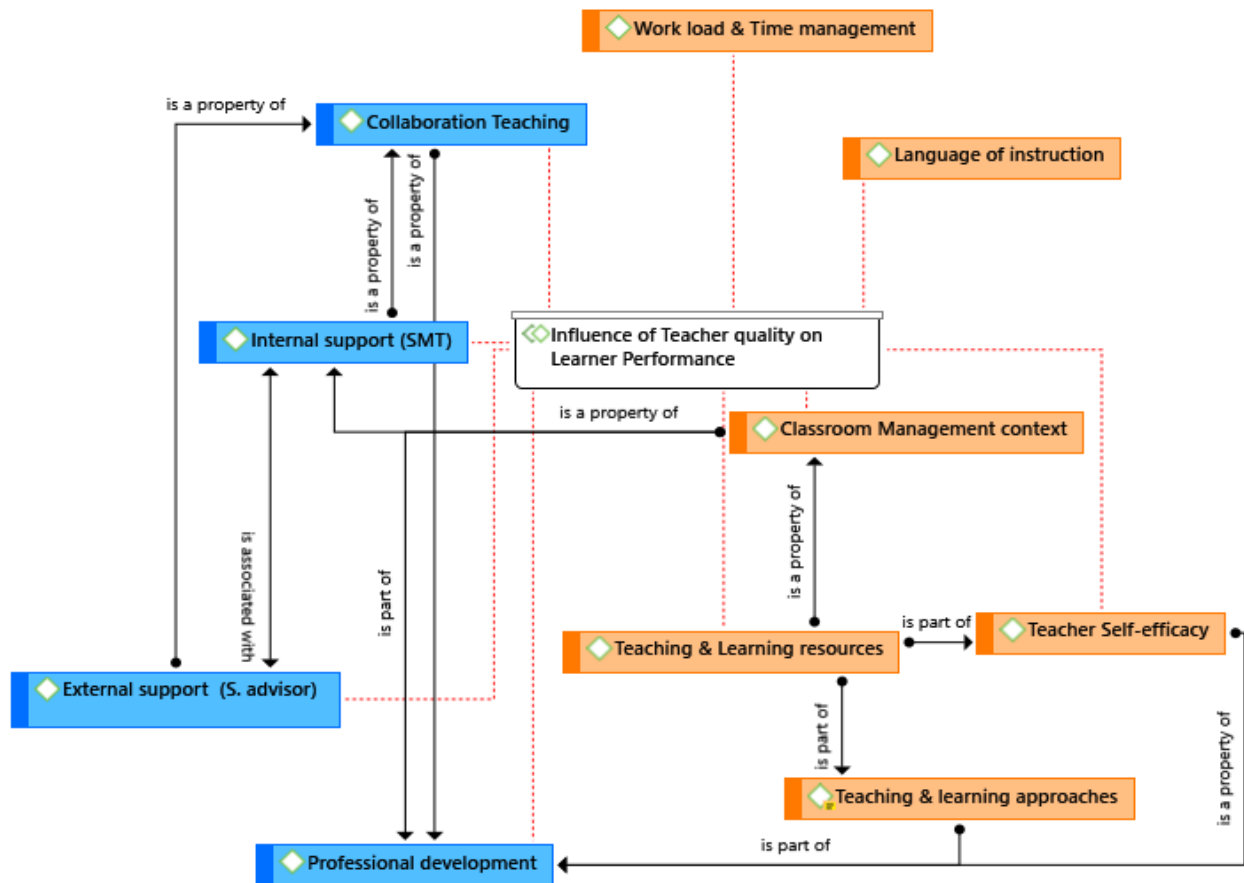 Work load & Time management
is a property of
Collaboration Teaching
Language of instruction
is a property of
is a property of
Internal support (SMT)
Influence of Teacher quality on
Learner Performance
is a property of
Classroom Management context
is associated with
is part of
is a property of
Teaching & Learning resources
is part of
Teacher Self-efficacy
External support (S. advisor)
is part of
is a property of
Teaching & learning approaches
is part of
Professional development